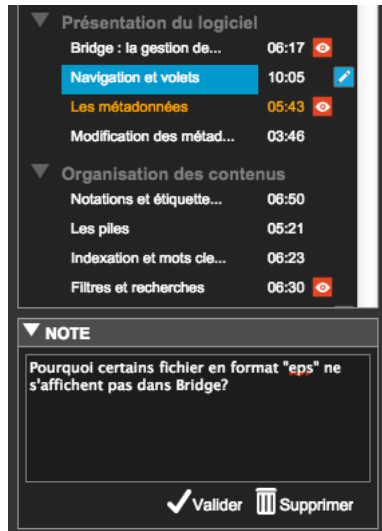 Présentation du logiciel
Bridge : la gestion de... 06:17
Navigation et volets 10:05
Les métadonnées 05:43
Modification des métad... 03:46
Organisation des contenus
Notations et étiquette... 06:50
Les piles 05:21
Indexation et mots cle... 06:23
Filtres et recherches 06:30
NOTE
Pourquoi certains fichier en format "eps" ne
s'affichent pas dans Bridge?
Valider Supprimer